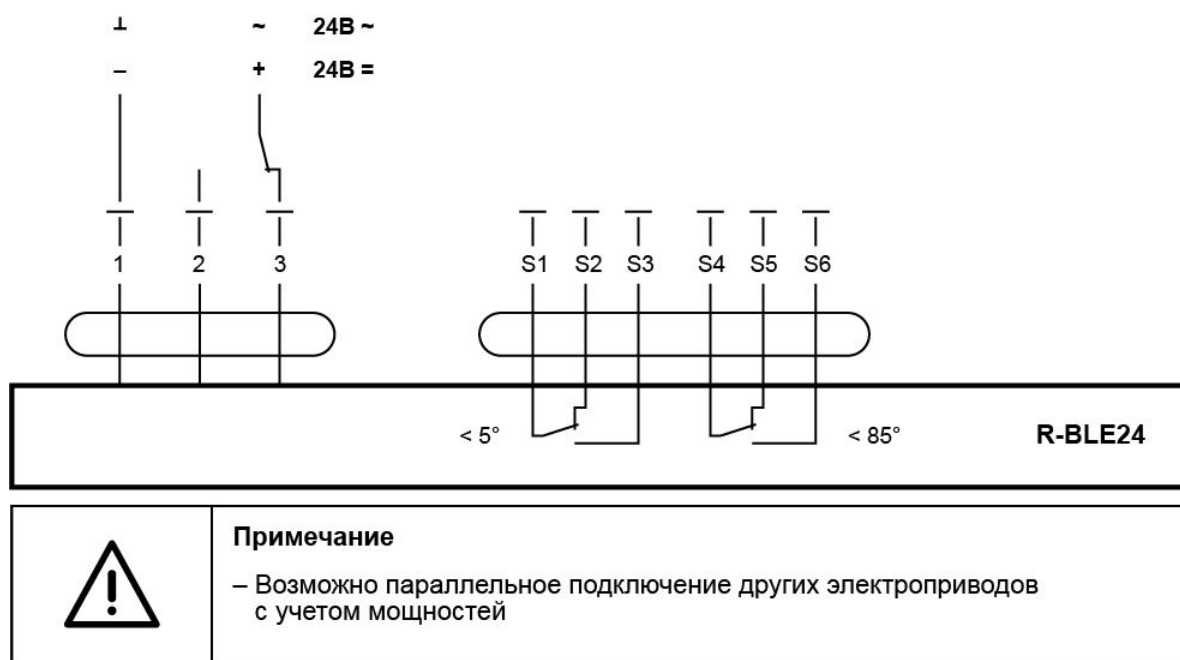 ⊥ ~ 24В ~
– + 24В =
1 2 3 S1 S2 S3 S4 S5 S6
< 5° < 85° R-BLE24
Примечание
– Возможно параллельное подключение других электроприводов
с учетом мощностей